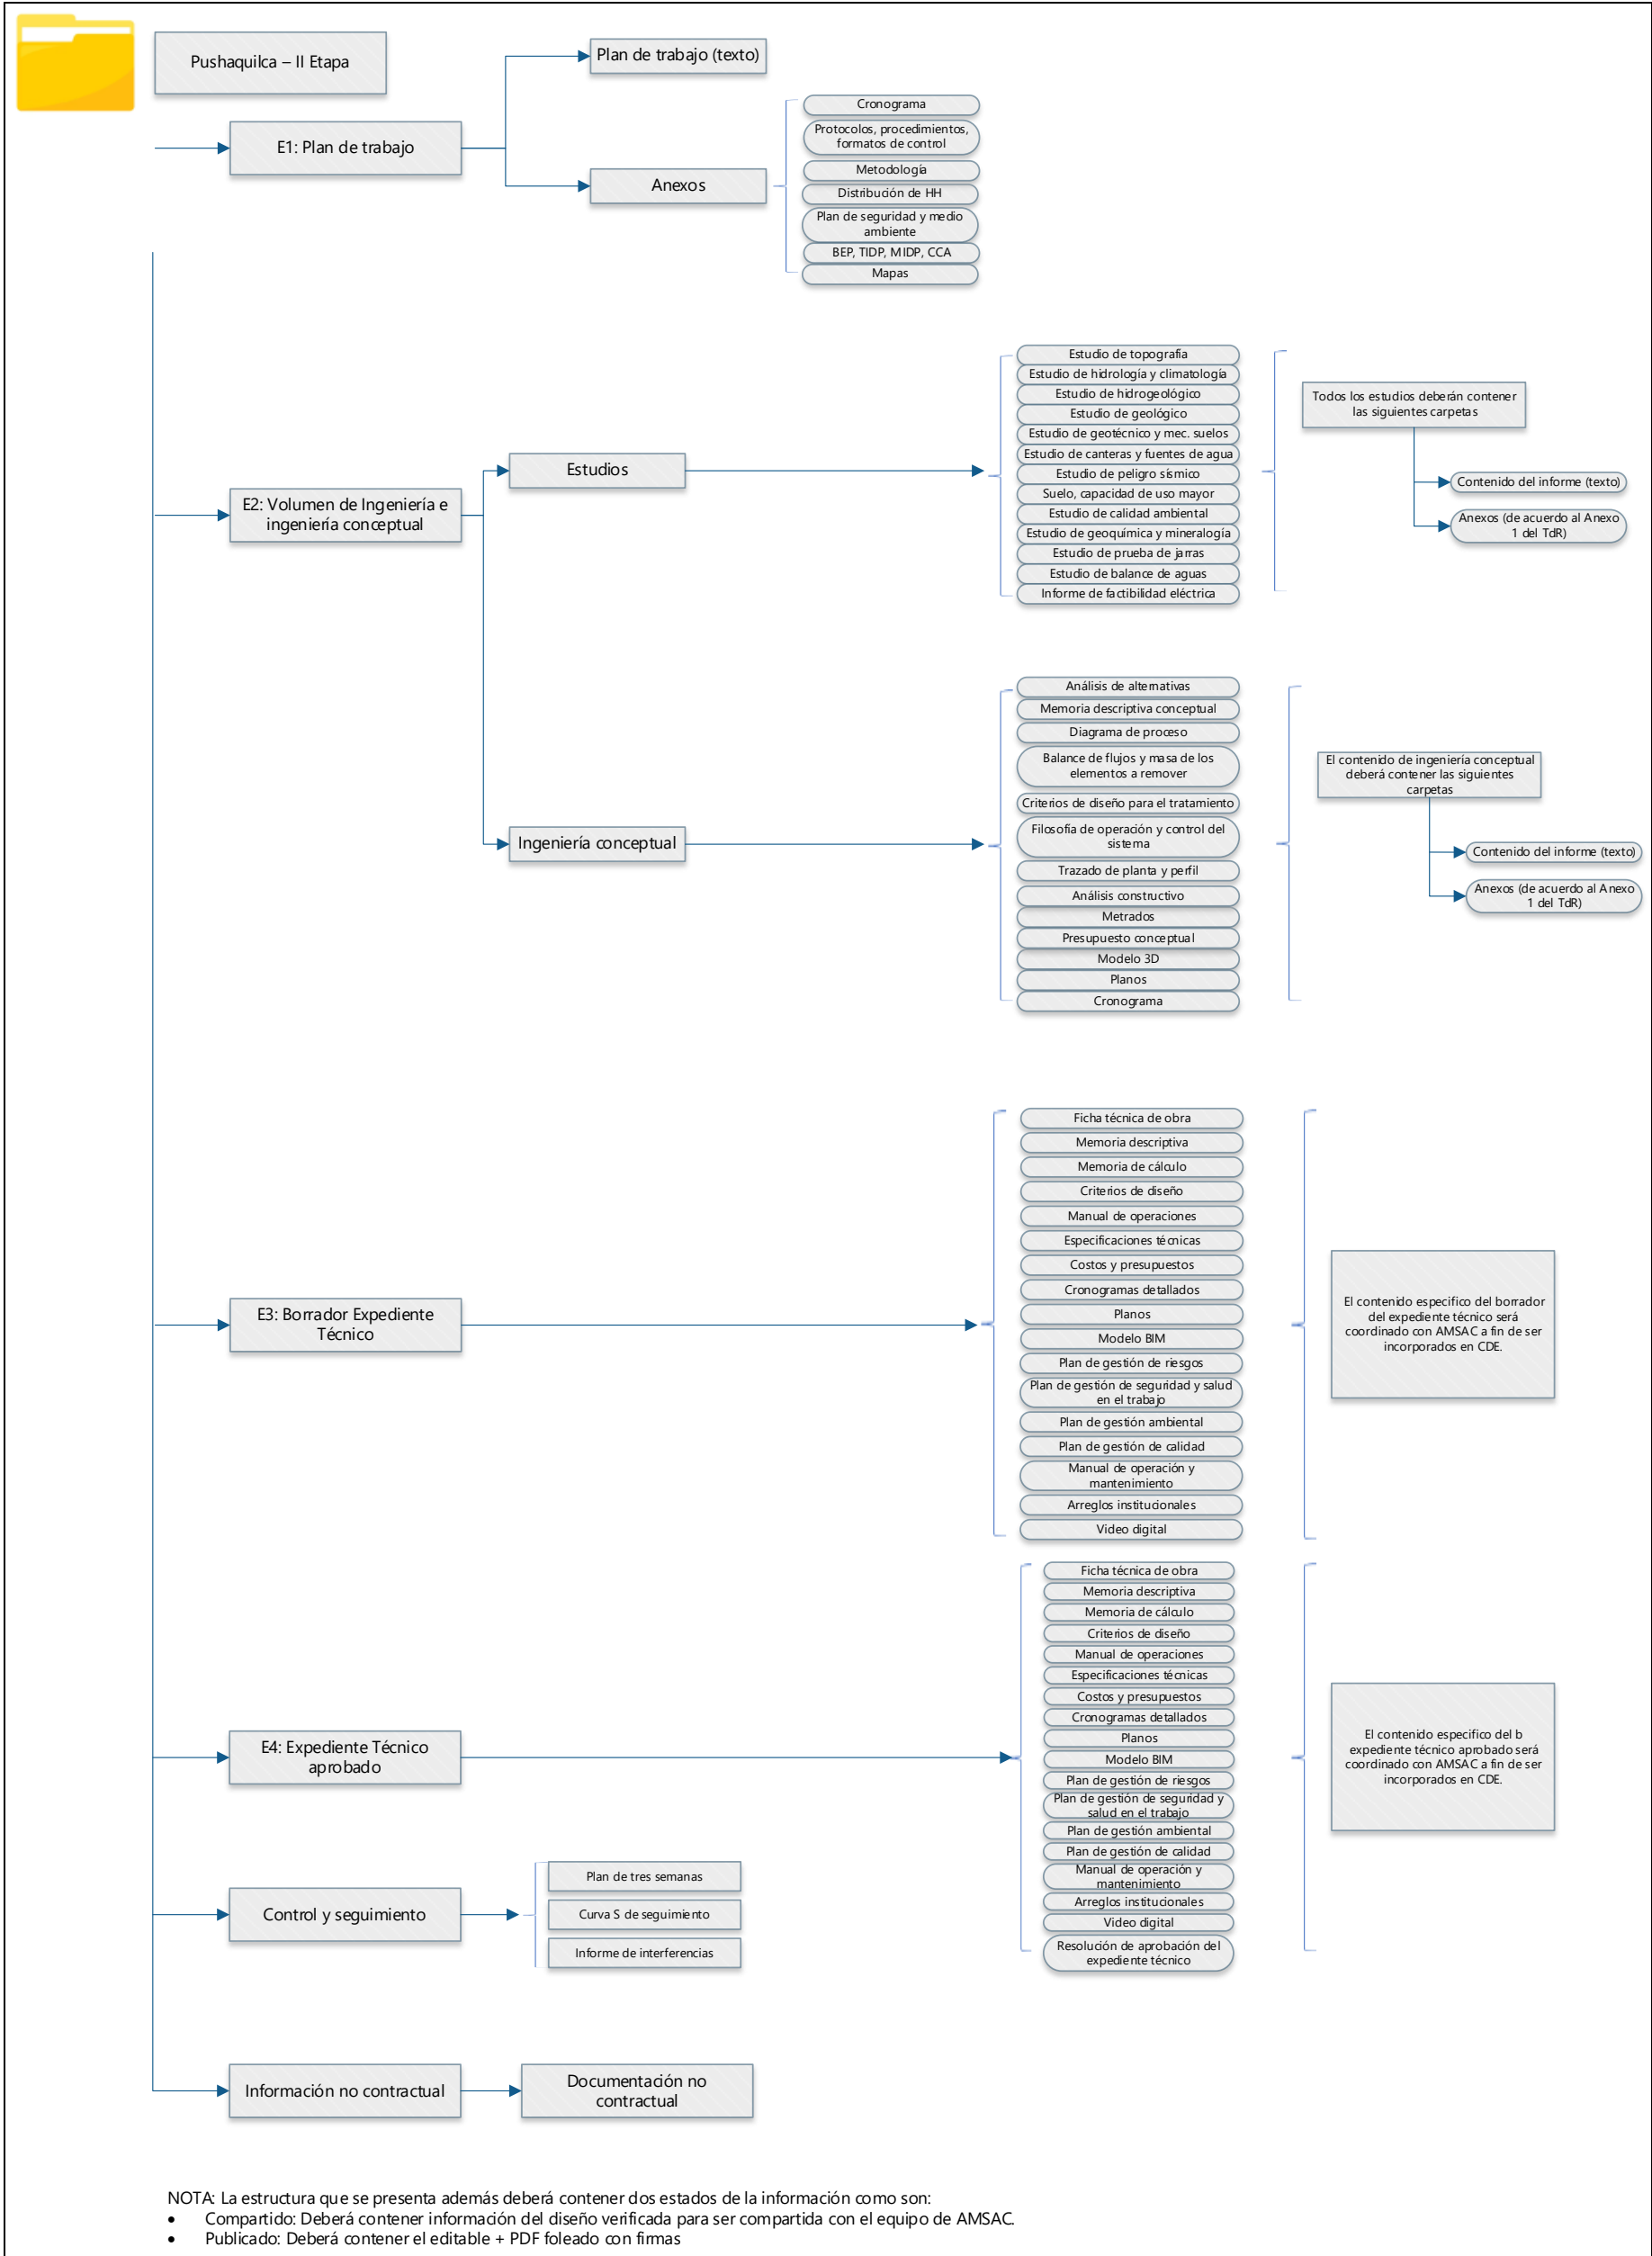 Pushaquilca – II Etapa
Plan de trabajo (texto)
E1: Plan de trabajo
Anexos
Cronograma
Protocolos, procedimientos,
formatos de control
Metodología
Distribución de HH
Plan de seguridad y medio
ambiente
BEP, TIDP, MIDP, CCA
Mapas
E2: Volumen de Ingeniería e
ingeniería conceptual
Estudios
Estudio de topografía
Estudio de hidrología y climatología
Estudio de hidrogeológico
Estudio de geológico
Estudio de geotécnico y mec. suelos
Estudio de canteras y fuentes de agua
Estudio de peligro sísmico
Suelo, capacidad de uso mayor
Estudio de calidad ambiental
Estudio de geoquímica y mineralogía
Estudio de prueba de jarras
Estudio de balance de aguas
Informe de factibilidad eléctrica
Todos los estudios deberán contener
las siguientes carpetas
Contenido del informe (texto)
Anexos (de acuerdo al Anexo
1 del TdR)
Ingeniería conceptual
Análisis de alternativas
Memoria descriptiva conceptual
Diagrama de proceso
Balance de flujos y masa de los
elementos a remover
Criterios de diseño para el tratamiento
Filosofía de operación y control del
sistema
Trazado de planta y perfil
Análisis constructivo
Metrados
Presupuesto conceptual
Modelo 3D
Planos
Cronograma
El contenido de ingeniería conceptual
deberá contener las siguientes
carpetas
Contenido del informe (texto)
Anexos (de acuerdo al Anexo
1 del TdR)
E3: Borrador Expediente
Técnico
Ficha técnica de obra
Memoria descriptiva
Memoria de cálculo
Criterios de diseño
Manual de operaciones
Especificaciones técnicas
Costos y presupuestos
Cronogramas detallados
Planos
Modelo BIM
Plan de gestión de riesgos
Plan de gestión de seguridad y salud
en el trabajo
Plan de gestión ambiental
Plan de gestión de calidad
Manual de operación y
mantenimiento
Arreglos institucionales
Video digital
El contenido especifico del borrador
del expediente técnico será
coordinado con AMSAC a fin de ser
incorporados en CDE.
E4: Expediente Técnico
aprobado
Ficha técnica de obra
Memoria descriptiva
Memoria de cálculo
Criterios de diseño
Manual de operaciones
Especificaciones técnicas
Costos y presupuestos
Cronogramas detallados
Planos
Modelo BIM
Plan de gestión de riesgos
Plan de gestión de seguridad y
salud en el trabajo
Plan de gestión ambiental
Plan de gestión de calidad
Manual de operación y
mantenimiento
Arreglos institucionales
Video digital
Resolución de aprobación del
expediente técnico
El contenido especifico del b
expediente técnico aprobado será
coordinado con AMSAC a fin de ser
incorporados en CDE.
Control y seguimiento
Plan de tres semanas
Curva S de seguimiento
Informe de interferencias
Información no contractual
Documentación no
contractual
NOTA: La estructura que se presenta además deberá contener dos estados de la información como son:
• Compartido: Deberá contener información del diseño verificada para ser compartida con el equipo de AMSAC.
• Publicado: Deberá contener el editable + PDF foleado con firmas